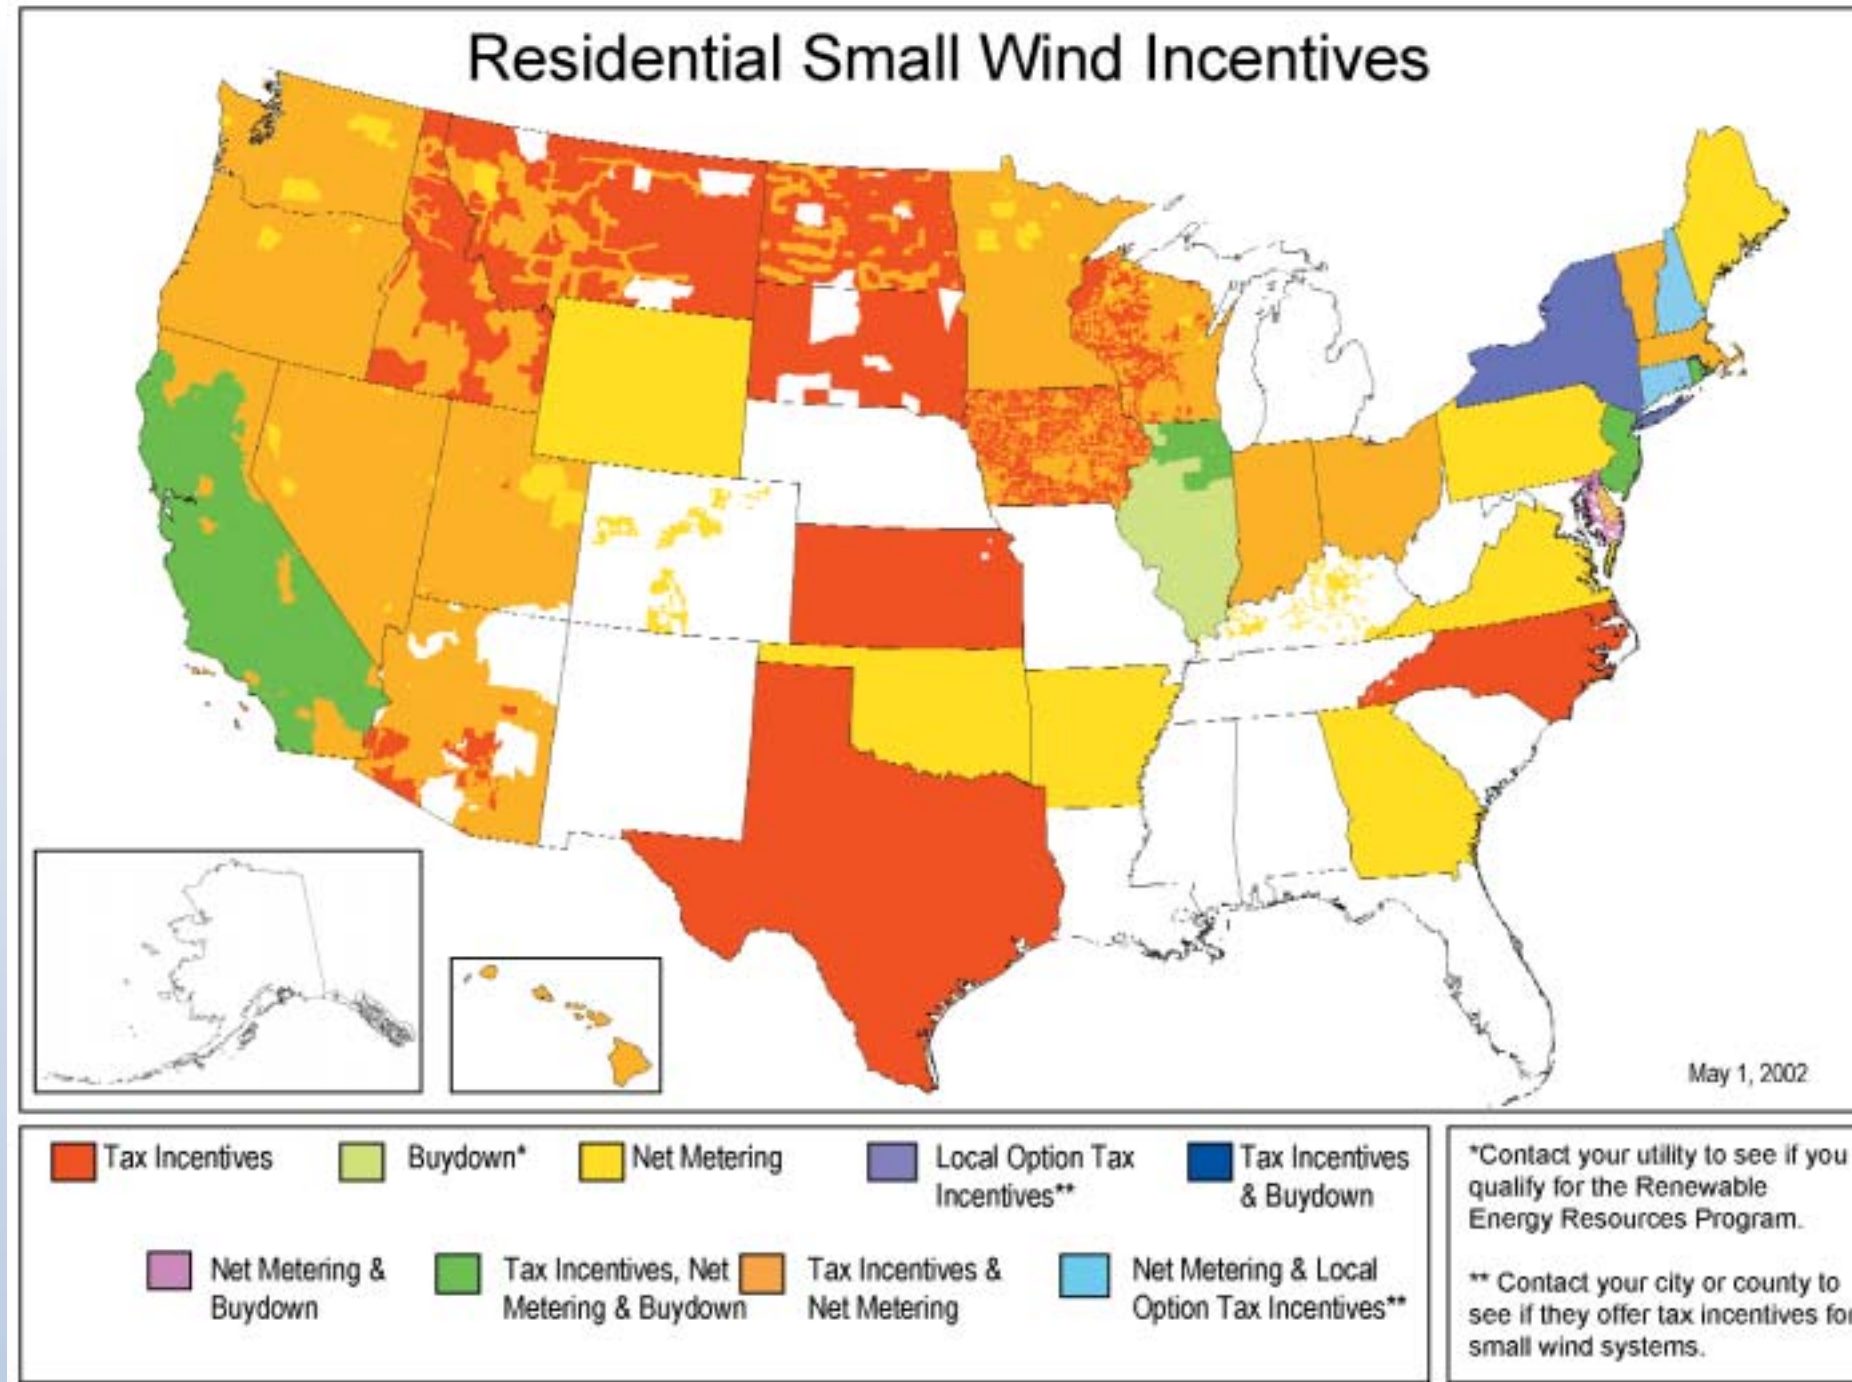 Residential Small Wind Incentives
May 1, 2002
Tax Incentives
Buydown*
Net Metering
Local Option Tax
Incentives**
Tax Incentives
& Buydown
Net Metering &
Buydown
Tax Incentives, Net
Metering & Buydown
Tax Incentives &
Net Metering
Net Metering & Local
Option Tax Incentives**
*Contact your utility to see if you
qualify for the Renewable
Energy Resources Program.
** Contact your city or county to
see if they offer tax incentives for
small wind systems.